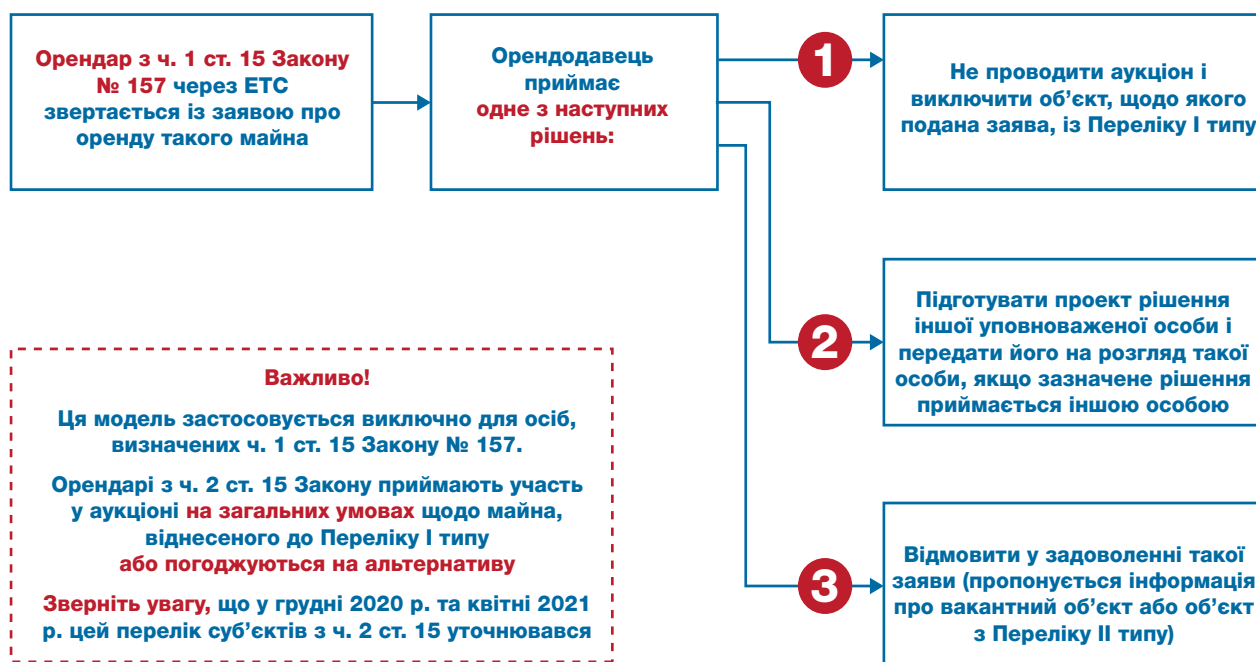 Орендар з ч. 1 ст. 15 Закону
№ 157 через ЕТС
звертається із заявою про
оренду такого майна
Орендодавець
приймає
одне з наступних
рішень:
1
Не проводити аукціон і
виключити об’єкт, щодо якого
подана заява, із Переліку I типу
2
Підготувати проект рішення
іншої уповноваженої особи і
передати його на розгляд такої
особи, якщо зазначене рішення
приймається іншою особою
3
Відмовити у задоволенні такої
заяви (пропонується інформація
про вакантний об’єкт або об’єкт
з Переліку II типу)
Важливо!
Ця модель застосовується виключно для осіб,
визначених ч. 1 ст. 15 Закону № 157.
Орендарі з ч. 2 ст. 15 Закону приймають участь
у аукціоні на загальних умовах щодо майна,
віднесеного до Переліку I типу
або погоджуються на альтернативу
Зверніть увагу, що у грудні 2020 р. та квітні 2021
р. цей перелік суб’єктів з ч. 2 ст. 15 уточнювався